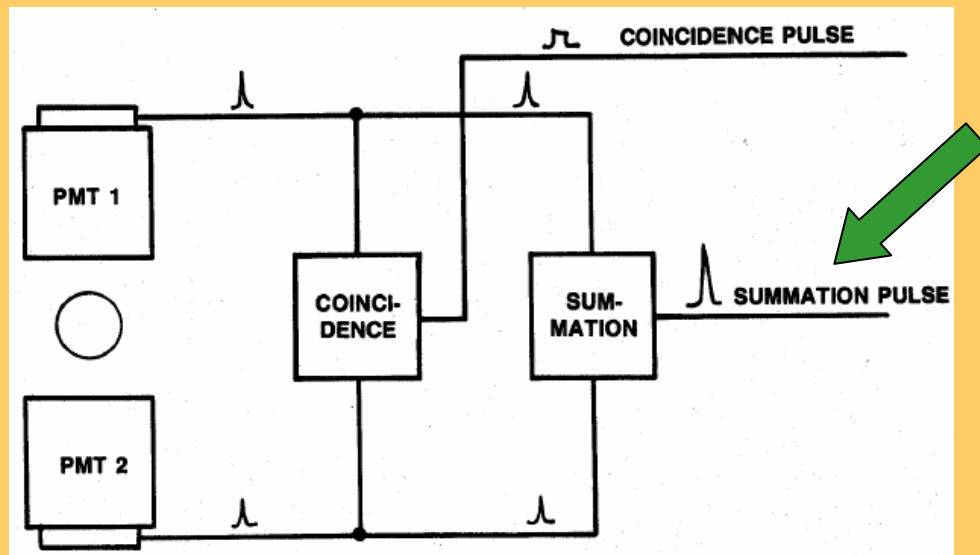 COINCIDENCE PULSE
PMT 1
COINCI-
DENCE
SUM-
MATION
SUMMATION PULSE
PMT 2